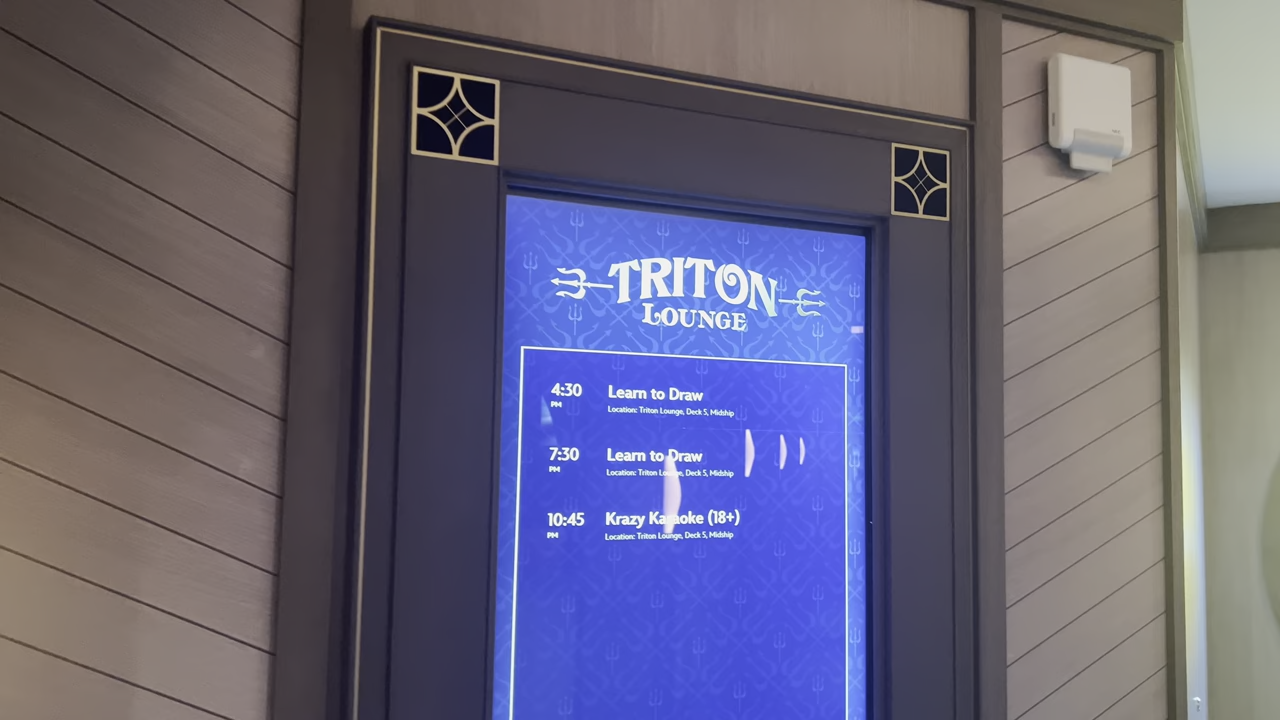 TRITON
LOUNGE
4:30 Learn to Draw
PM Location: Triton Lounge, Deck 5, Midship
7:30 Learn to Draw
PM Location: Triton Lounge, Deck 5, Midship
10:45 Krazy Karaoke (18+)
PM Location: Triton Lounge, Deck 5, Midship